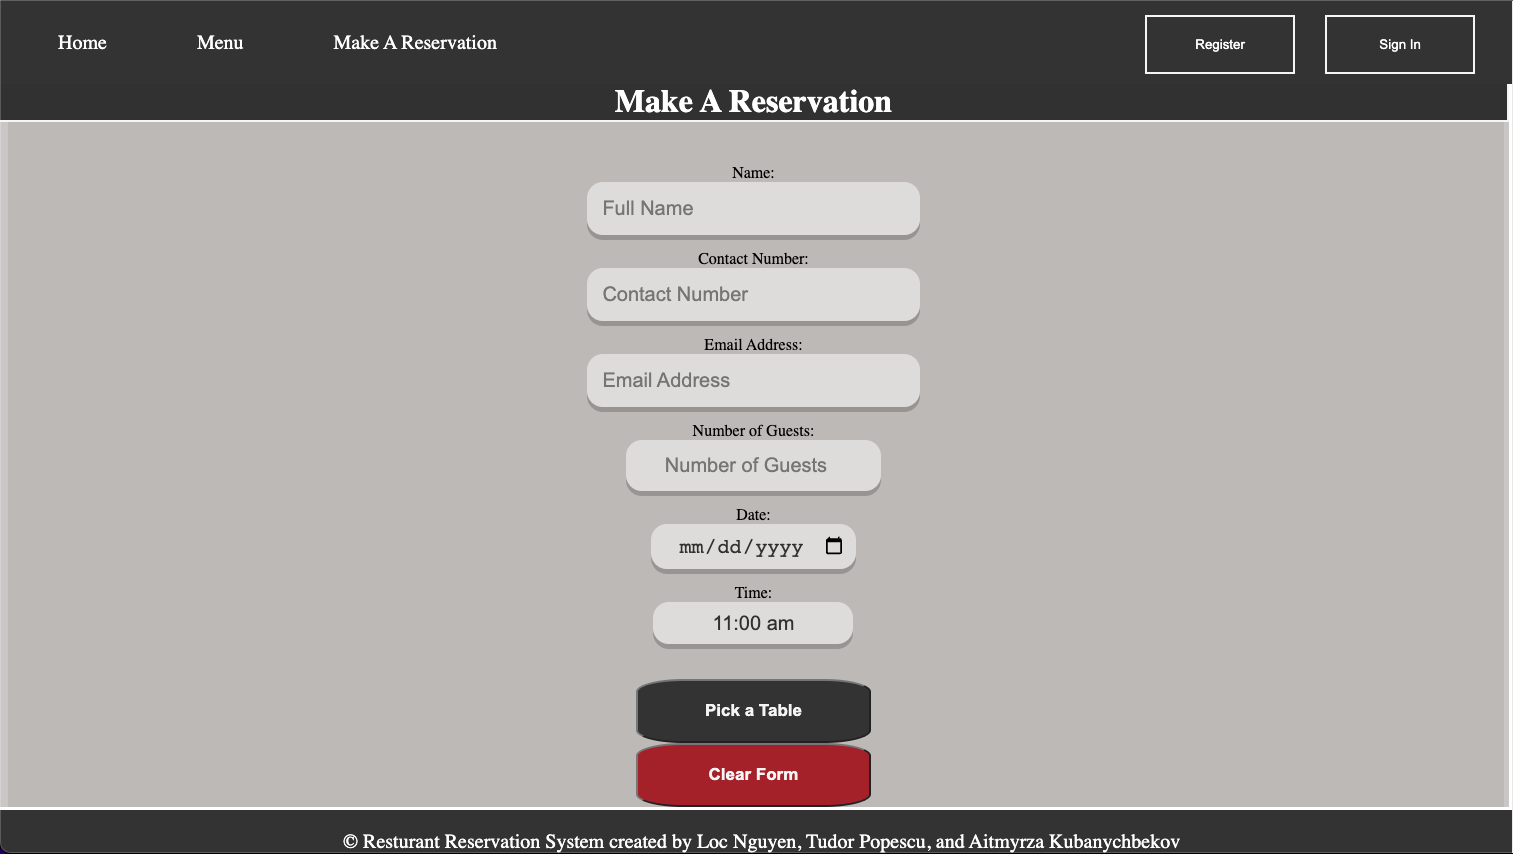 Home Menu Make A Reservation Register Sign In
Make A Reservation
Name:
Full Name
Contact Number:
Contact Number
Email Address:
Email Address
Number of Guests:
Number of Guests
Date:
mm/dd/yyyy
Time:
11:00 am
Pick a Table
Clear Form
© Resturant Reservation System created by Loc Nguyen, Tudor Popescu, and Aitmyrza Kubanychbekov